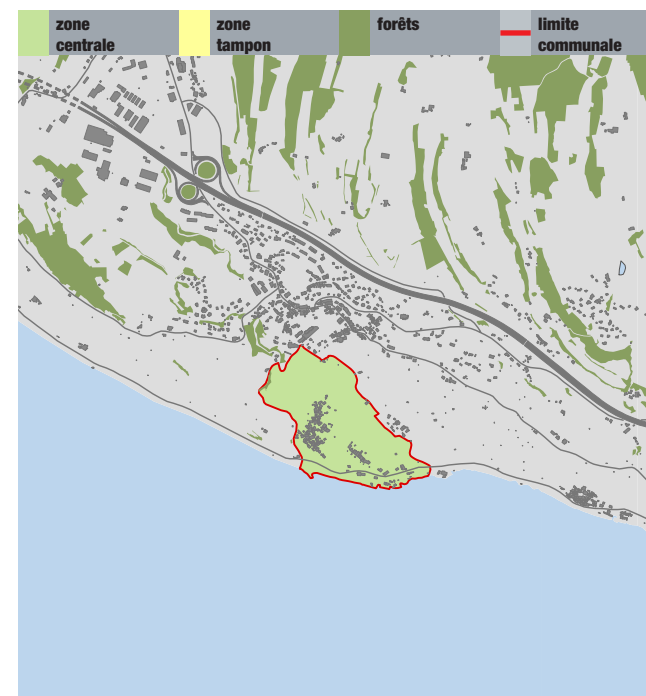 zone
centrale
zone
tampon
forêts
limite
communale